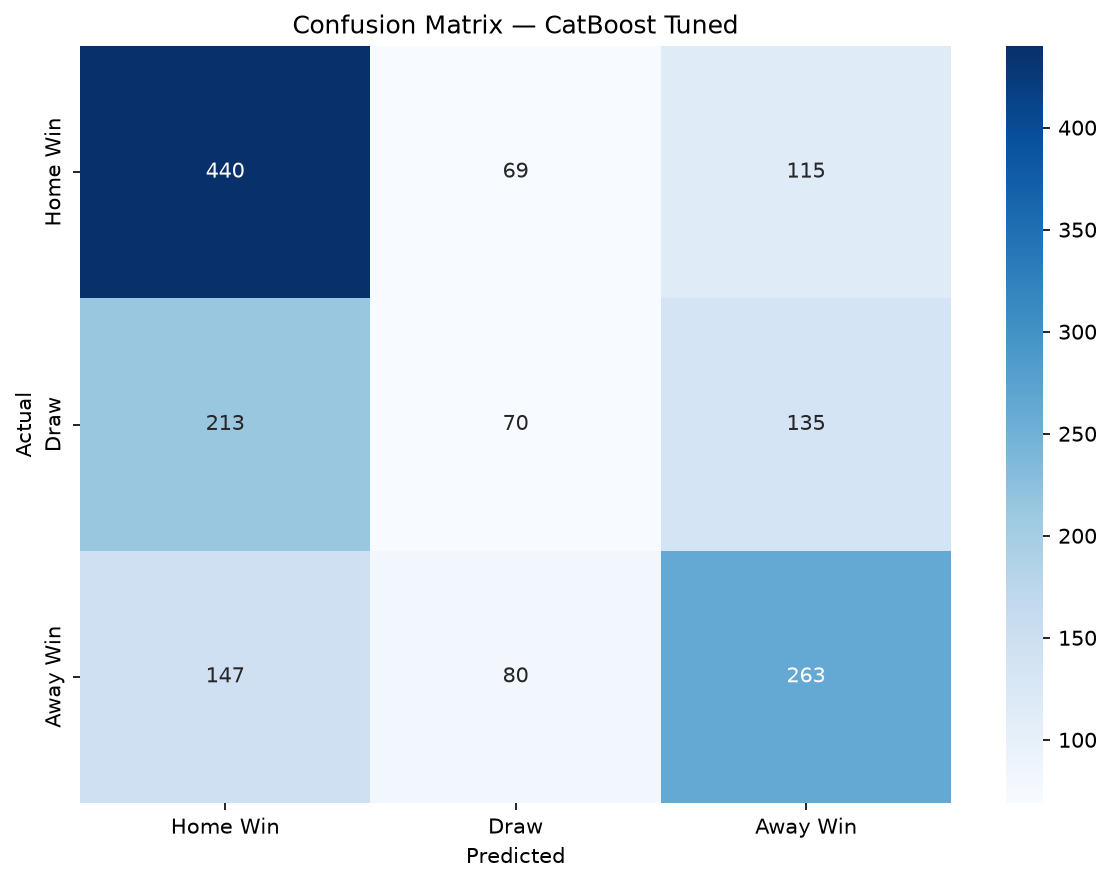 Confusion Matrix — CatBoost Tuned
Actual
Home Win
440 69 115
Draw
213 70 135
Away Win
147 80 263
Home Win Draw Away Win
Predicted
400
350
300
250
200
150
100